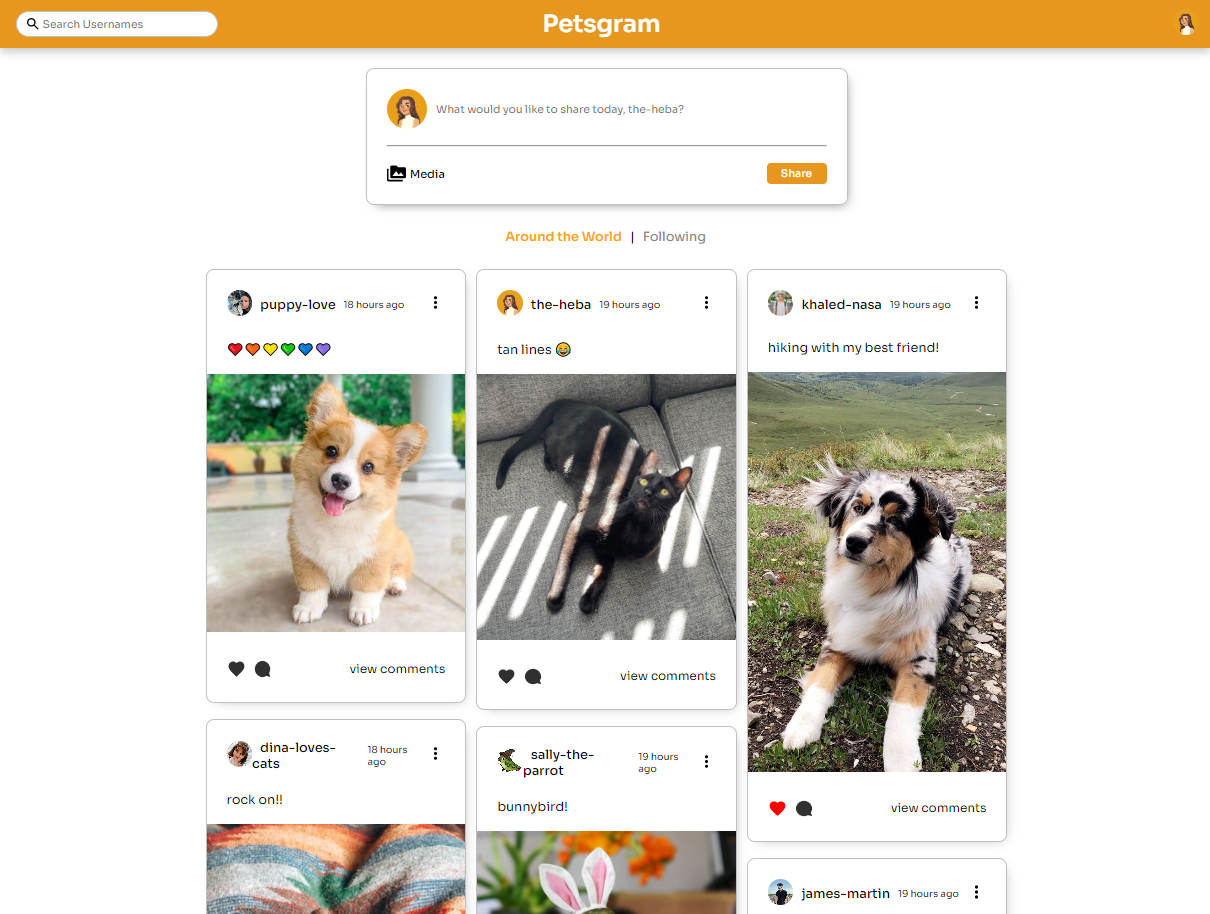 Search Usernames
Petsgram
What would you like to share today, the-heba?
Media
Share
Around the World | Following
puppy-love 18 hours ago
❤️🧡💛💚💙💜
view comments
the-heba 19 hours ago
tan lines 😂
view comments
khaled-nasa 19 hours ago
hiking with my best friend!
view comments
dina-loves-
cats
18 hours
ago
rock on!!
sally-the-
parrot
19 hours
ago
bunnybird!
james-martin 19 hours ago